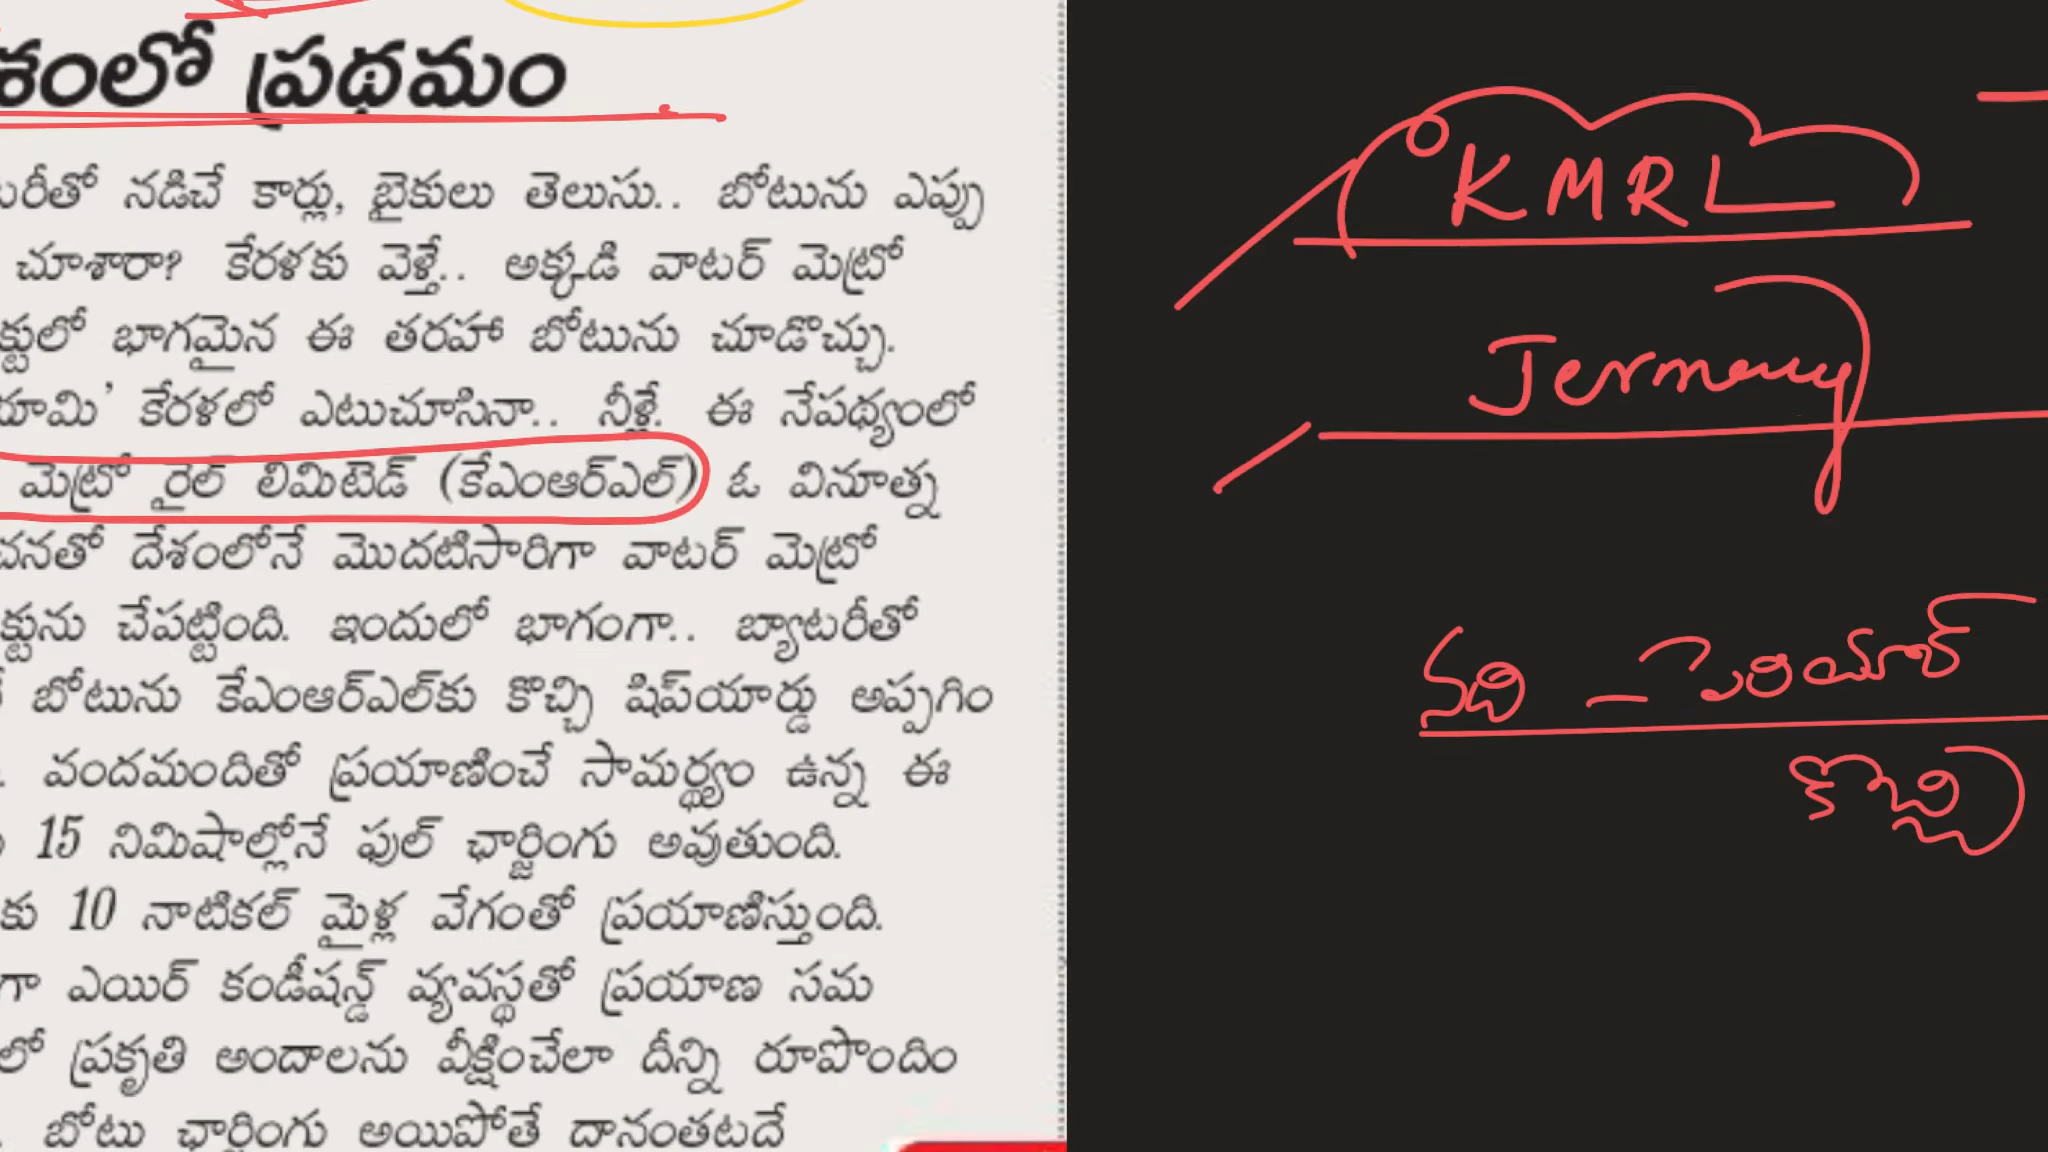 శంలో ప్రథమం
టరీతో నడిచే కార్లు, బైకులు తెలుసు.. బోటును ఎప్పు
చూశారా? కేరళకు వెళ్తే.. అక్కడి వాటర్ మెట్రో
క్టులో భాగమైన ఈ తరహా బోటును చూడొచ్చు.
భూమి' కేరళలో ఎటుచూసినా.. నీళ్లే. ఈ నేపథ్యంలో
మెట్రో రైల్ లిమిటెడ్ (కేఎంఆర్ఎల్) ఓ వినూత్న
చనతో దేశంలోనే మొదటిసారిగా వాటర్ మెట్రో
క్టును చేపట్టింది. ఇందులో భాగంగా.. బ్యాటరీతో
బోటును కేఎంఆర్ఎల్‌కు కొచ్చి షిప్‌యార్డు అప్పగిం
. వందమందితో ప్రయాణించే సామర్థ్యం ఉన్న ఈ
15 నిమిషాల్లోనే ఫుల్ ఛార్జింగు అవుతుంది.
కు 10 నాటికల్ మైళ్ల వేగంతో ప్రయాణిస్తుంది.
గా ఎయిర్ కండీషన్డ్ వ్యవస్థతో ప్రయాణ సమ
లో ప్రకృతి అందాలను వీక్షించేలా దీన్ని రూపొందిం
. బోటు ఛార్జింగు అయిపోతే దానంతటదే
KMRL
Jermany
నది - పెరియార్
కొచ్చి